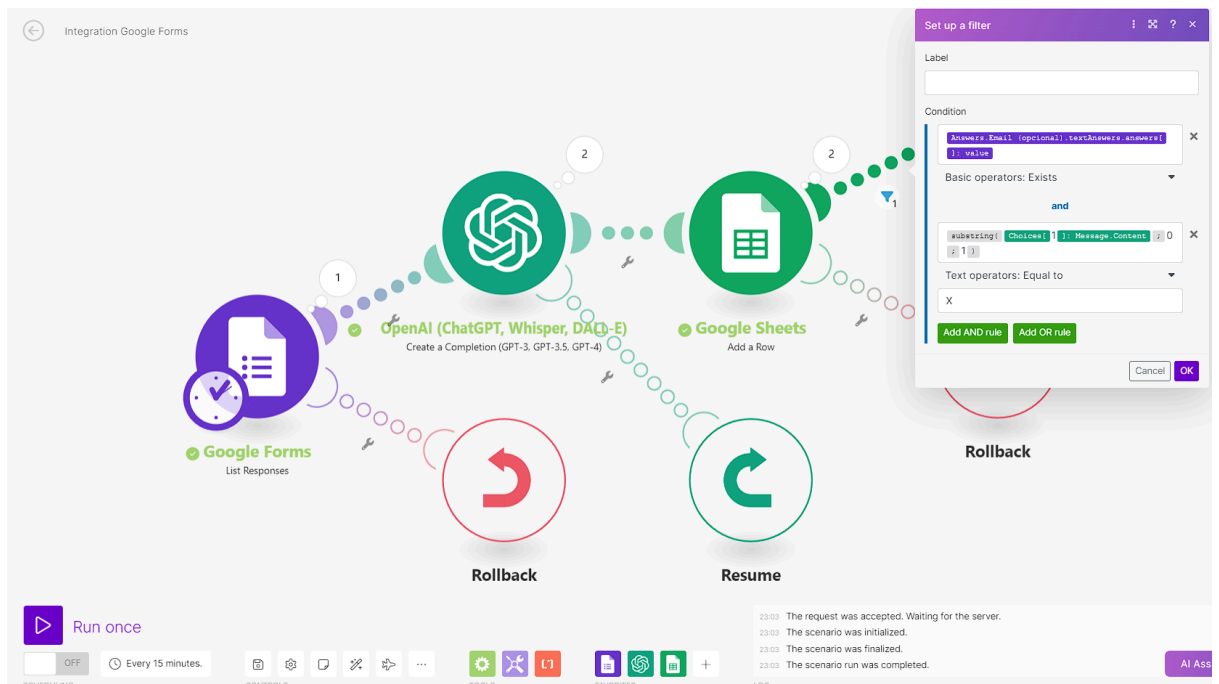 Integration Google Forms
Set up a filter
?
Label
Condition
Answers.Email (opcional).textAnswers.answers[
]: value
Basic operators: Exists
and
substring( Choices[ 1 ]: Message.Content ; 0
; 1 )
Text operators: Equal to
X
Add AND rule Add OR rule
Cancel OK
2
2
1
1
OpenAI (ChatGPT, Whisper, DALL-E)
Create a Completion (GPT-3, GPT-3.5, GPT-4)
Google Sheets
Add a Row
Google Forms
List Responses
Rollback
Rollback
Resume
Run once
OFF
Every 15 minutes.
23:03 The request was accepted. Waiting for the server.
23:03 The scenario was initialized.
23:03 The scenario was finalized.
23:03 The scenario run was completed.
AI Ass